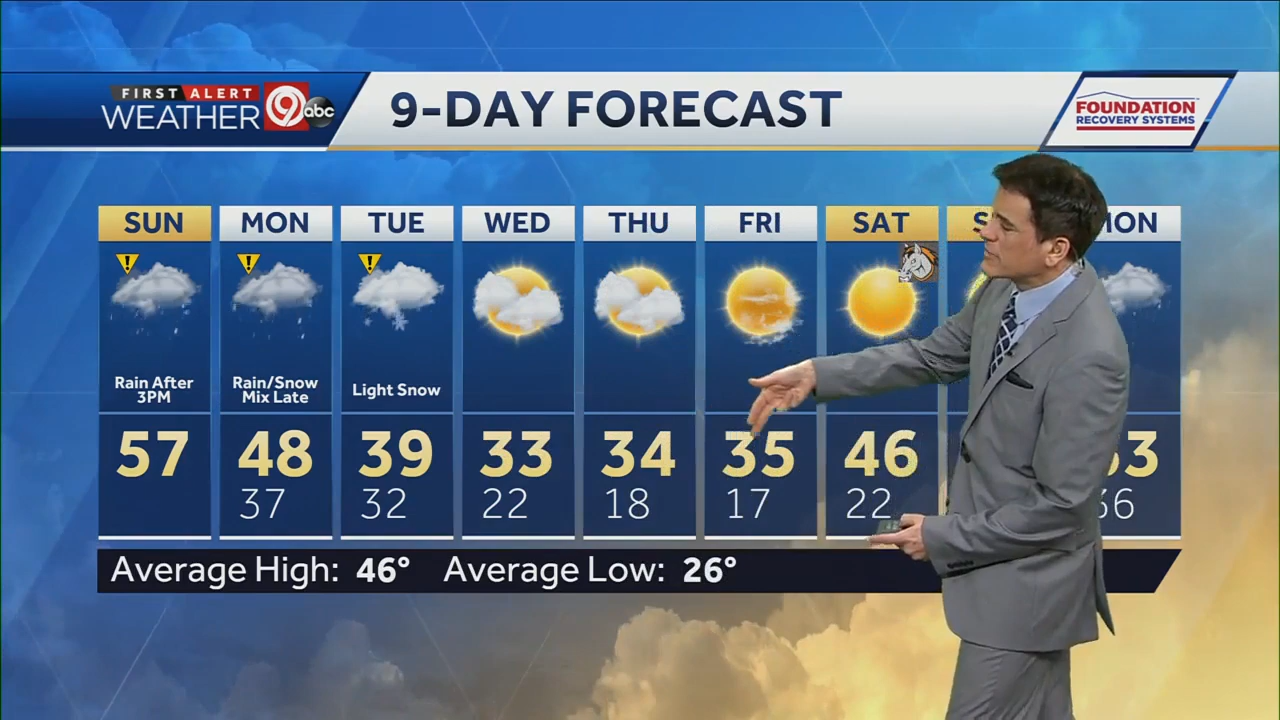 FIRST ALERT
WEATHER 9 abc
9-DAY FORECAST
FOUNDATION
RECOVERY SYSTEMS
SUN MON TUE WED THU FRI SAT
! ! !
Rain After
3PM
Rain/Snow
Mix Late
Light Snow
57 48 39 33 34 35 46
37 32 22 18 17 22
Average High: 46° Average Low: 26°